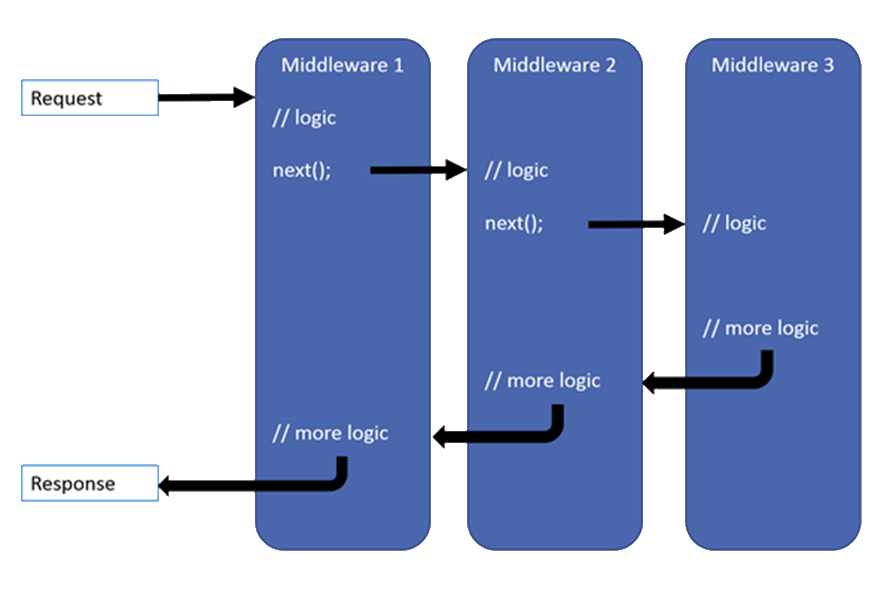 Middleware 1
Middleware 2
Middleware 3
Request
// logic
next();
// logic
next();
// logic
// more logic
// more logic
// more logic
Response